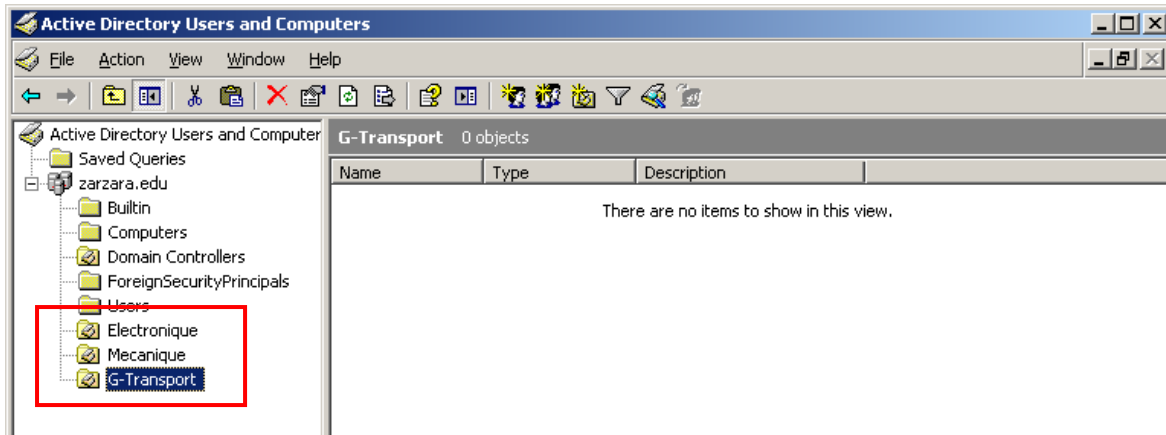 Active Directory Users and Computers
File Action View Window Help
Active Directory Users and Computer
Saved Queries
zarzara.edu
Builtin
Computers
Domain Controllers
ForeignSecurityPrincipals
Users
Electronique
Mecanique
G-Transport
G-Transport 0 objects
Name Type Description
There are no items to show in this view.